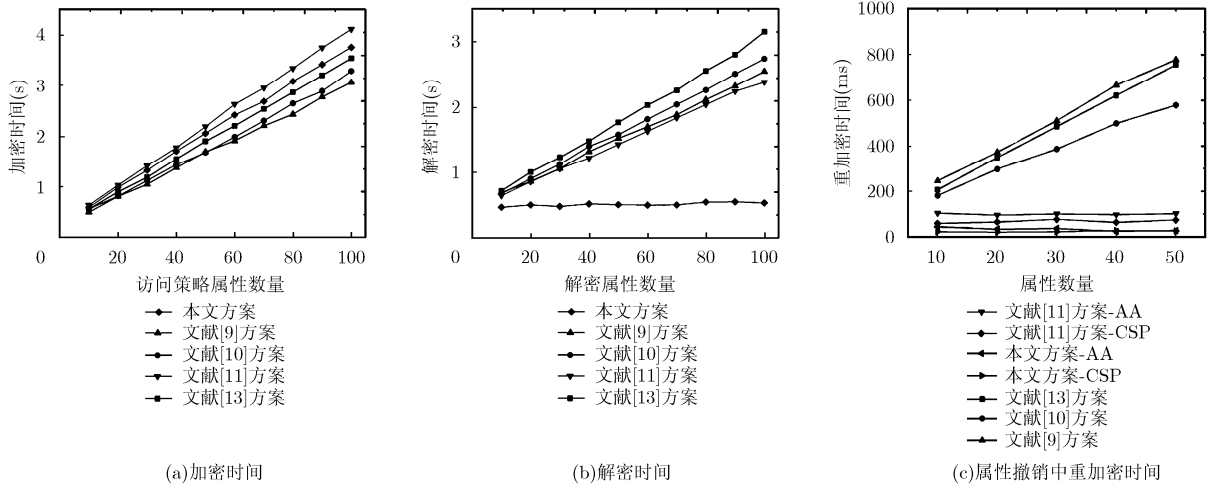 加密时间(s)
4
3
2
1
0
20
40
60
80
100
访问策略属性数量
本文方案
文献[9]方案
文献[10]方案
文献[11]方案
文献[13]方案
(a)加密时间
解密时间(s)
3
2
1
0
20
40
60
80
100
解密属性数量
本文方案
文献[9]方案
文献[10]方案
文献[11]方案
文献[13]方案
(b)解密时间
重加密时间(ms)
1000
800
600
400
200
0
10
20
30
40
50
属性数量
文献[11]方案-AA
文献[11]方案-CSP
本文方案-AA
本文方案-CSP
文献[13]方案
文献[10]方案
文献[9]方案
(c)属性撤销中重加密时间